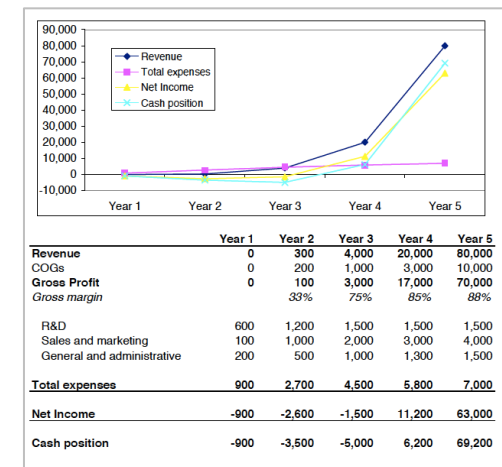 90,000
80,000
70,000
60,000
50,000
40,000
30,000
20,000
10,000
0
-10,000
Revenue
Total expenses
Net Income
Cash position
Year 1 Year 2 Year 3 Year 4 Year 5
Year 1 Year 2 Year 3 Year 4 Year 5
Revenue 0 300 4,000 20,000 80,000
COGs 0 200 1,000 3,000 10,000
Gross Profit 0 100 3,000 17,000 70,000
Gross margin 33% 75% 85% 88%
R&D 600 1,200 1,500 1,500 1,500
Sales and marketing 100 1,000 2,000 3,000 4,000
General and administrative 200 500 1,000 1,300 1,500
Total expenses 900 2,700 4,500 5,800 7,000
Net Income -900 -2,600 -1,500 11,200 63,000
Cash position -900 -3,500 -5,000 6,200 69,200